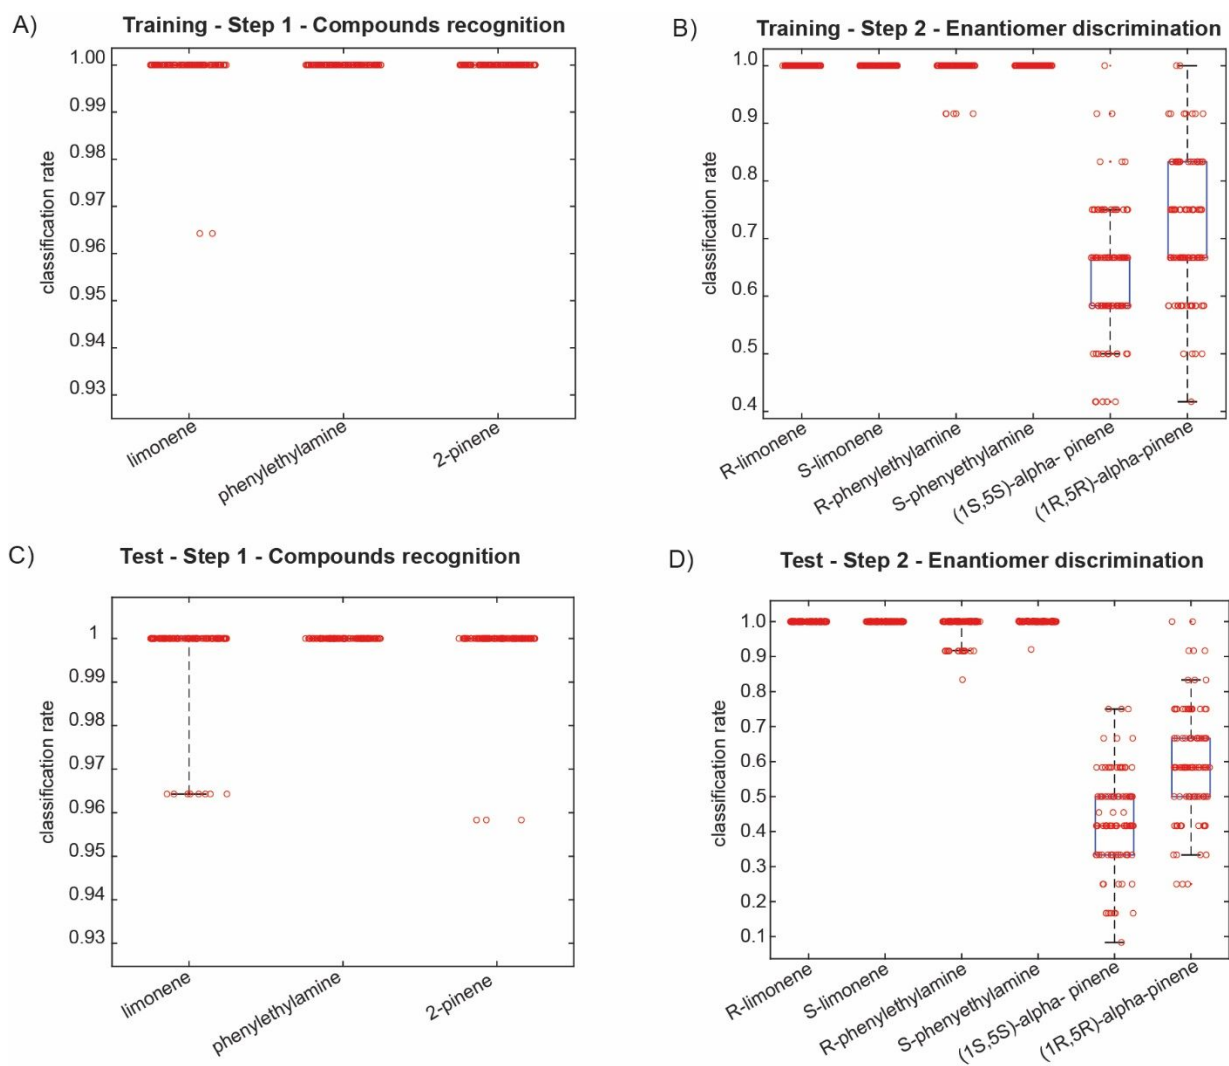 A)
Training - Step 1 - Compounds recognition
classification rate
1.00
0.99
0.98
0.97
0.96
0.95
0.94
0.93
limonene
phenylethylamine
2-pinene
B)
Training - Step 2 - Enantiomer discrimination
classification rate
1.0
0.9
0.8
0.7
0.6
0.5
0.4
R-limonene
S-limonene
R-phenylethylamine
S-phenyethylamine
(1S,5S)-alpha- pinene
(1R,5R)-alpha-pinene
C)
Test - Step 1 - Compounds recognition
classification rate
1
0.99
0.98
0.97
0.96
0.95
0.94
0.93
limonene
phenylethylamine
2-pinene
D)
Test - Step 2 - Enantiomer discrimination
classification rate
1.0
0.9
0.8
0.7
0.6
0.5
0.4
0.3
0.2
0.1
R-limonene
S-limonene
R-phenylethylamine
S-phenyethylamine
(1S,5S)-alpha- pinene
(1R,5R)-alpha-pinene